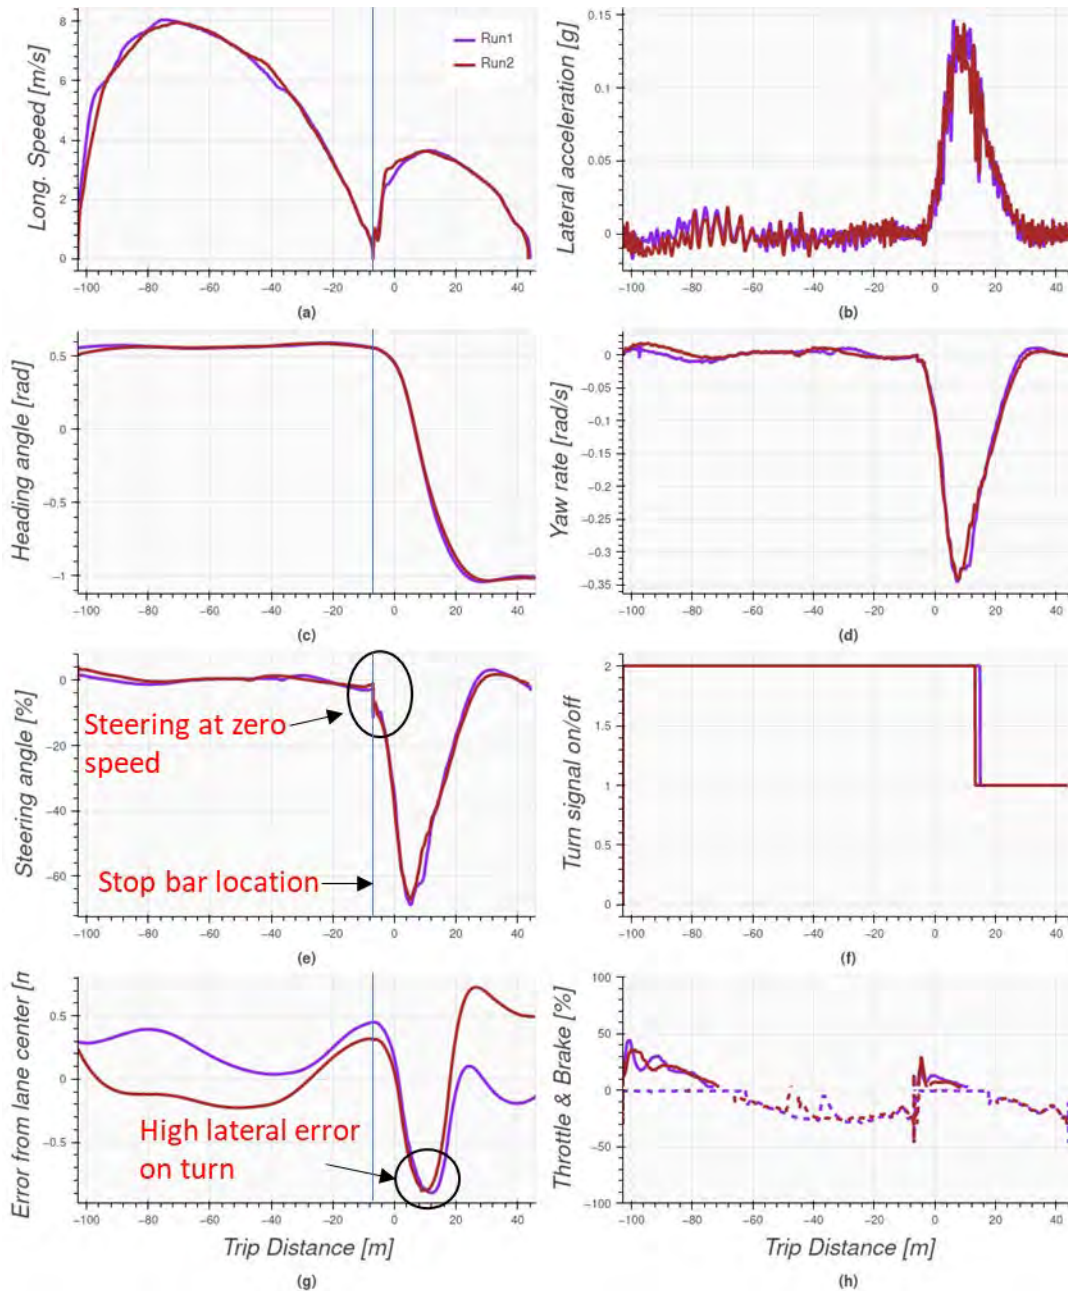 Long. Speed [m/s]
8
6
4
2
0
Run1
Run2
−100 −80 −60 −40 −20 0 20 40
(a)
Lateral acceleration [g]
0.15
0.1
0.05
0
−100 −80 −60 −40 −20 0 20 40
(b)
Heading angle [rad]
0.5
0
−0.5
−1
−100 −80 −60 −40 −20 0 20 40
(c)
Yaw rate [rad/s]
0
−0.05
−0.1
−0.15
−0.2
−0.25
−0.3
−0.35
−100 −80 −60 −40 −20 0 20 40
(d)
Steering angle [%]
0
−20
−40
−60
Steering at zero
speed
Stop bar location
−100 −80 −60 −40 −20 0 20 40
(e)
Turn signal on/off
2
1.5
1
0.5
0
−100 −80 −60 −40 −20 0 20 40
(f)
Error from lane center [n
0.5
0
−0.5
High lateral error
on turn
−100 −80 −60 −40 −20 0 20 40
Trip Distance [m]
(g)
Throttle & Brake [%]
100
50
0
−50
−100
−100 −80 −60 −40 −20 0 20 40
Trip Distance [m]
(h)